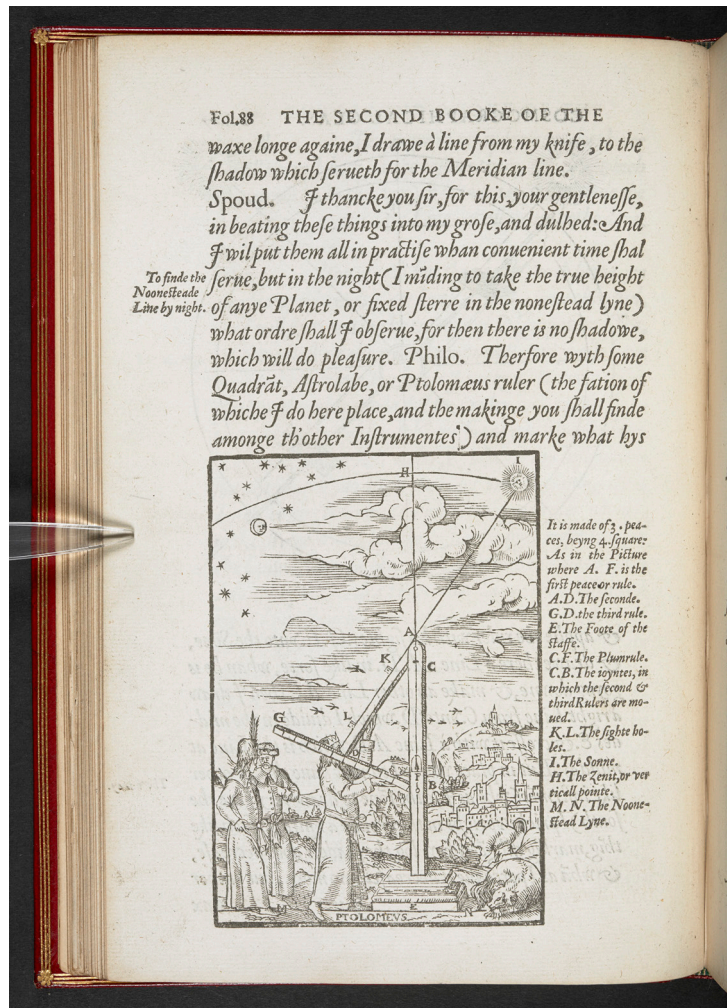 Fol.88 THE SECOND BOOKE OF THE
waxe longe againe, I drawe à line from my knife, to the
ſhadow which ſerueth for the Meridian line.
Spoud. I thancke you ſir, for this, your gentleneſſe,
in beating theſe things into my groſe, and dulhed: And
I wil put them all in practiſe whan conuenient time ſhal
ſerue, but in the night (I mīding to take the true height
of anye Planet, or fixed ſterre in the noneſtead lyne)
what ordre ſhall I obſerue, for then there is no ſhadowe,
which will do pleaſure. Philo. Therfore wyth ſome
Quadrāt, Aſtrolabe, or Ptolomæus ruler (the fation of
whiche I do here place, and the makinge you ſhall finde
amonge th'other Inſtrumentes) and marke what hys
To finde the
Nooneſteade
Line by night.
H
I
A
K
C
G
L
D
F
B
M
E
N
PTOLOMEVS
It is made of 3. pea-
ces, beyng 4. ſquare:
As in the Picture
where A. F. is the
firſt peace or rule.
A.D. The ſeconde.
G.D. the third rule.
E. The Foote of the
ſtaffe.
C.F. The Plumrule.
C.B. The ioyntes, in
which the ſecond &
third Rulers are mo-
ued.
K.L. The ſighte ho-
les.
I. The Sonne.
H. The Zenit, or ver
ticall pointe.
M. N. The Noone-
ſtead Lyne.